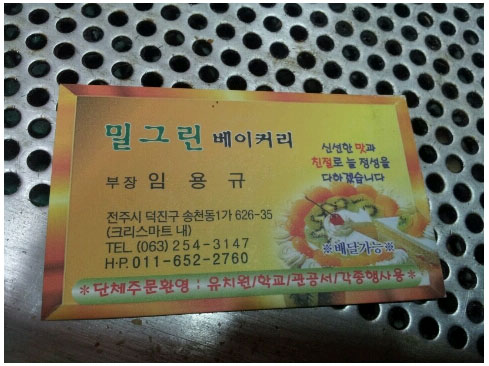 밀그린 베이커리
신선한 맛과
친절로 늘 정성을
다하겠습니다
부장 임 용 규
전주시 덕진구 송천동1가 626-35
(크리스마트 내)
TEL. (063) 254-3147
H·P. 011-652-2760
※배달가능※
*단체주문환영 : 유치원/학교/관공서/각종행사용*